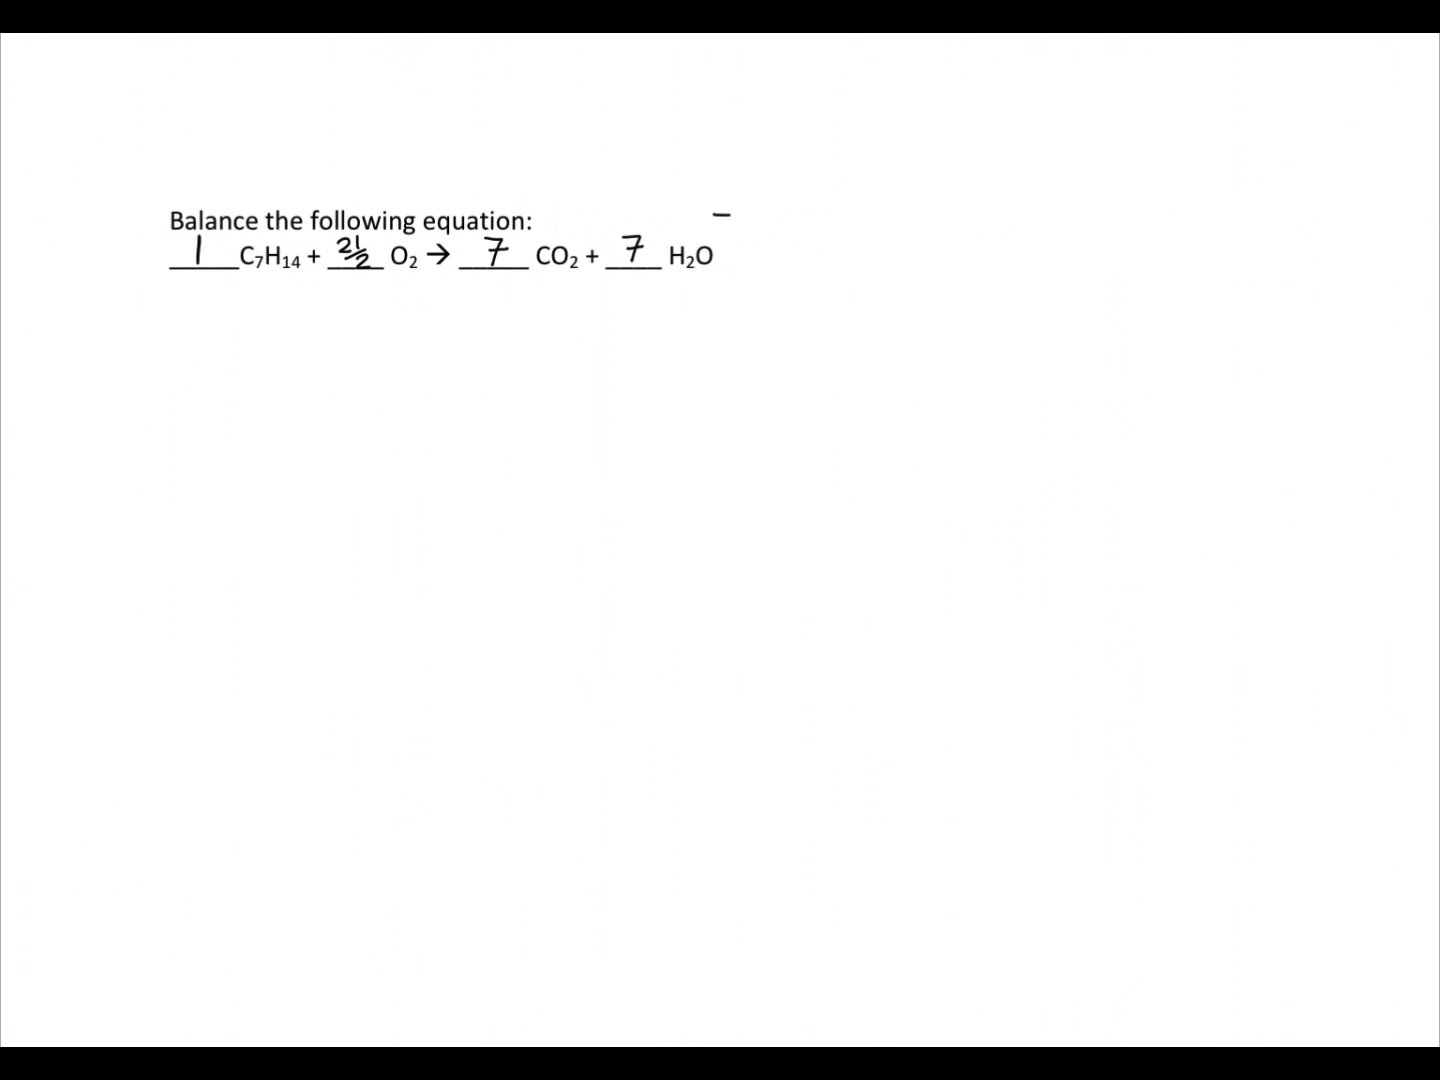 Balance the following equation:
1 C₇H₁₄ + 21/2 O₂ → 7 CO₂ + 7 H₂O